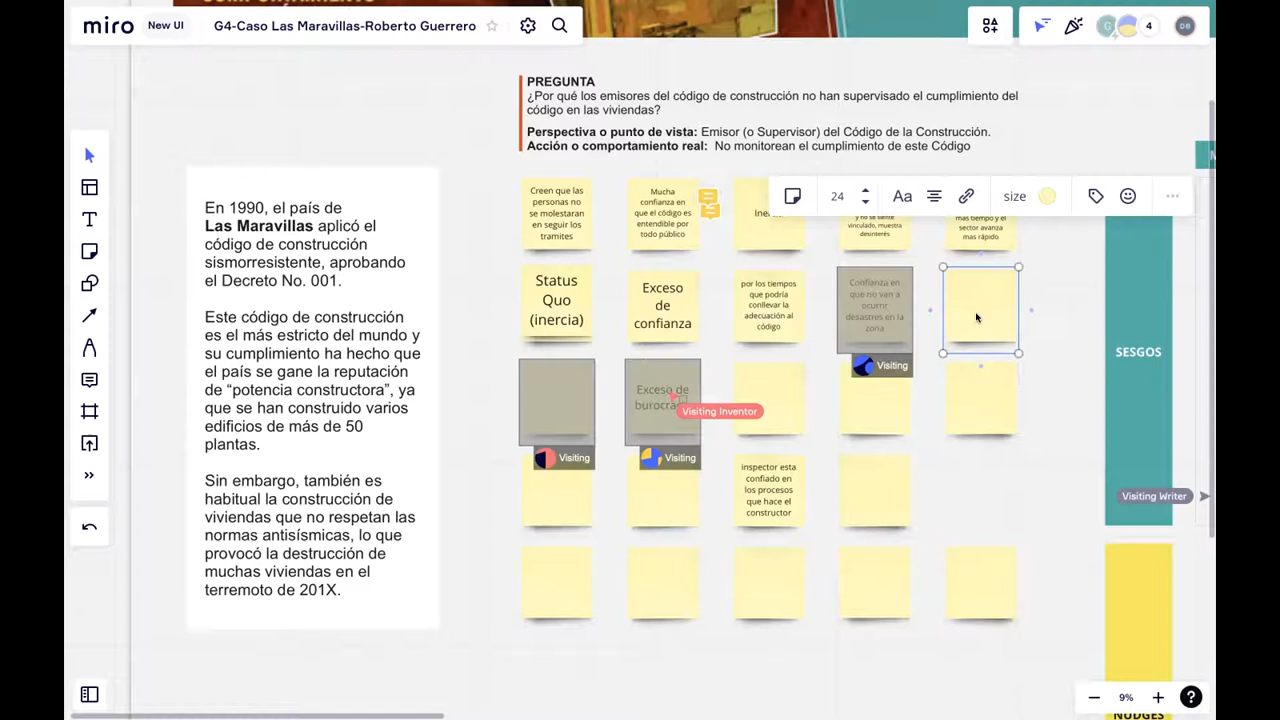 miro
New UI
G4-Caso Las Maravillas-Roberto Guerrero
4
DB
PREGUNTA
¿Por qué los emisores del código de construcción no han supervisado el cumplimiento del
código en las viviendas?
Perspectiva o punto de vista: Emisor (o Supervisor) del Código de la Construcción.
Acción o comportamiento real: No monitorean el cumplimiento de este Código
24
Aa
size
En 1990, el país de
Las Maravillas aplicó el
código de construcción
sismorresistente, aprobando
el Decreto No. 001.
Este código de construcción
es el más estricto del mundo y
su cumplimiento ha hecho que
el país se gane la reputación
de “potencia constructora”, ya
que se han construido varios
edificios de más de 50
plantas.
Sin embargo, también es
habitual la construcción de
viviendas que no respetan las
normas antisísmicas, lo que
provocó la destrucción de
muchas viviendas en el
terremoto de 201X.
Creen que las
personas no
se molestaran
en seguir los
tramites
Mucha
confianza en
que el código es
entendible por
todo público
y no se siente
vinculado, muestra
desinterés
mas tiempo y el
sector avanza
mas rápido
Status
Quo
(inercia)
Exceso
de
confianza
por los tiempos
que podría
conllevar la
adecuación al
código
Confianza en
que no van a
ocurrir
desastres en la
zona
Visiting
Exceso de
Visiting Inventor
Visiting
Visiting
inspector esta
confiado en
los procesos
que hace el
constructor
SESGOS
Visiting Writer
NUDGES
9%
?